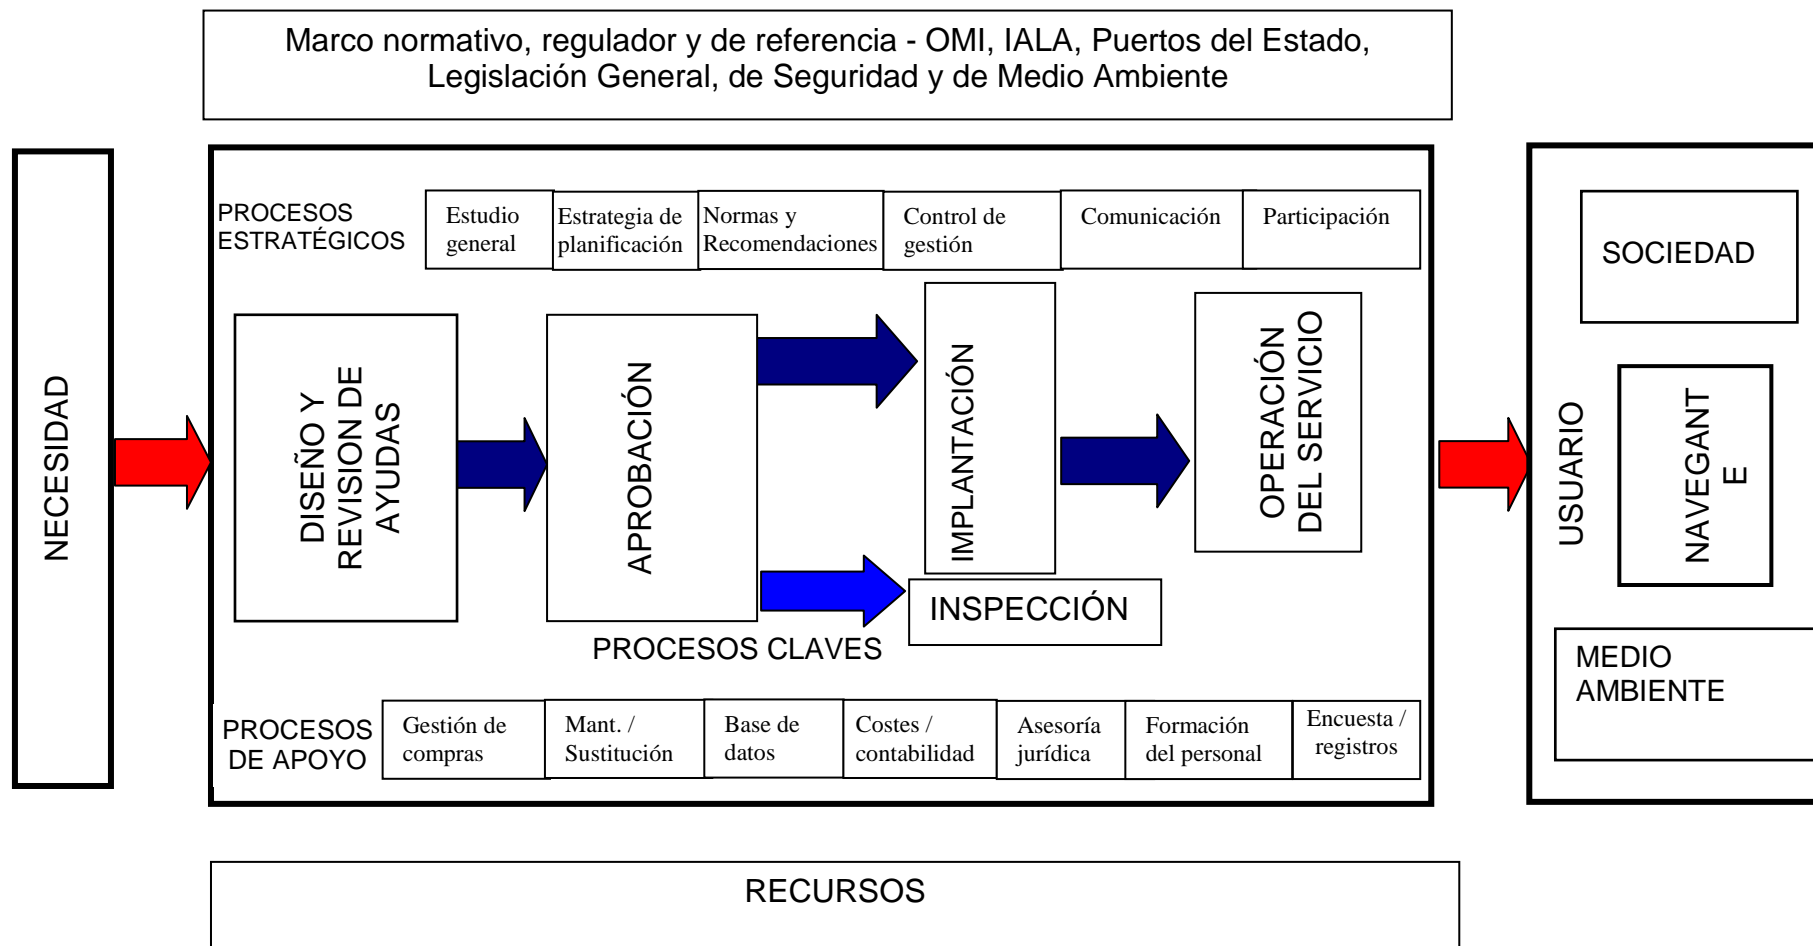 Marco normativo, regulador y de referencia - OMI, IALA, Puertos del Estado,
Legislación General, de Seguridad y de Medio Ambiente
NECESIDAD
PROCESOS
ESTRATÉGICOS
Estudio
general
Estrategia de
planificación
Normas y
Recomendaciones
Control de
gestión
Comunicación
Participación
DISEÑO Y
REVISION DE
AYUDAS
APROBACIÓN
IMPLANTACIÓN
OPERACIÓN
DEL SERVICIO
INSPECCIÓN
PROCESOS CLAVES
PROCESOS
DE APOYO
Gestión de
compras
Mant. /
Sustitución
Base de
datos
Costes /
contabilidad
Asesoría
jurídica
Formación
del personal
Encuesta /
registros
USUARIO
SOCIEDAD
NAVEGANT
E
MEDIO
AMBIENTE
RECURSOS